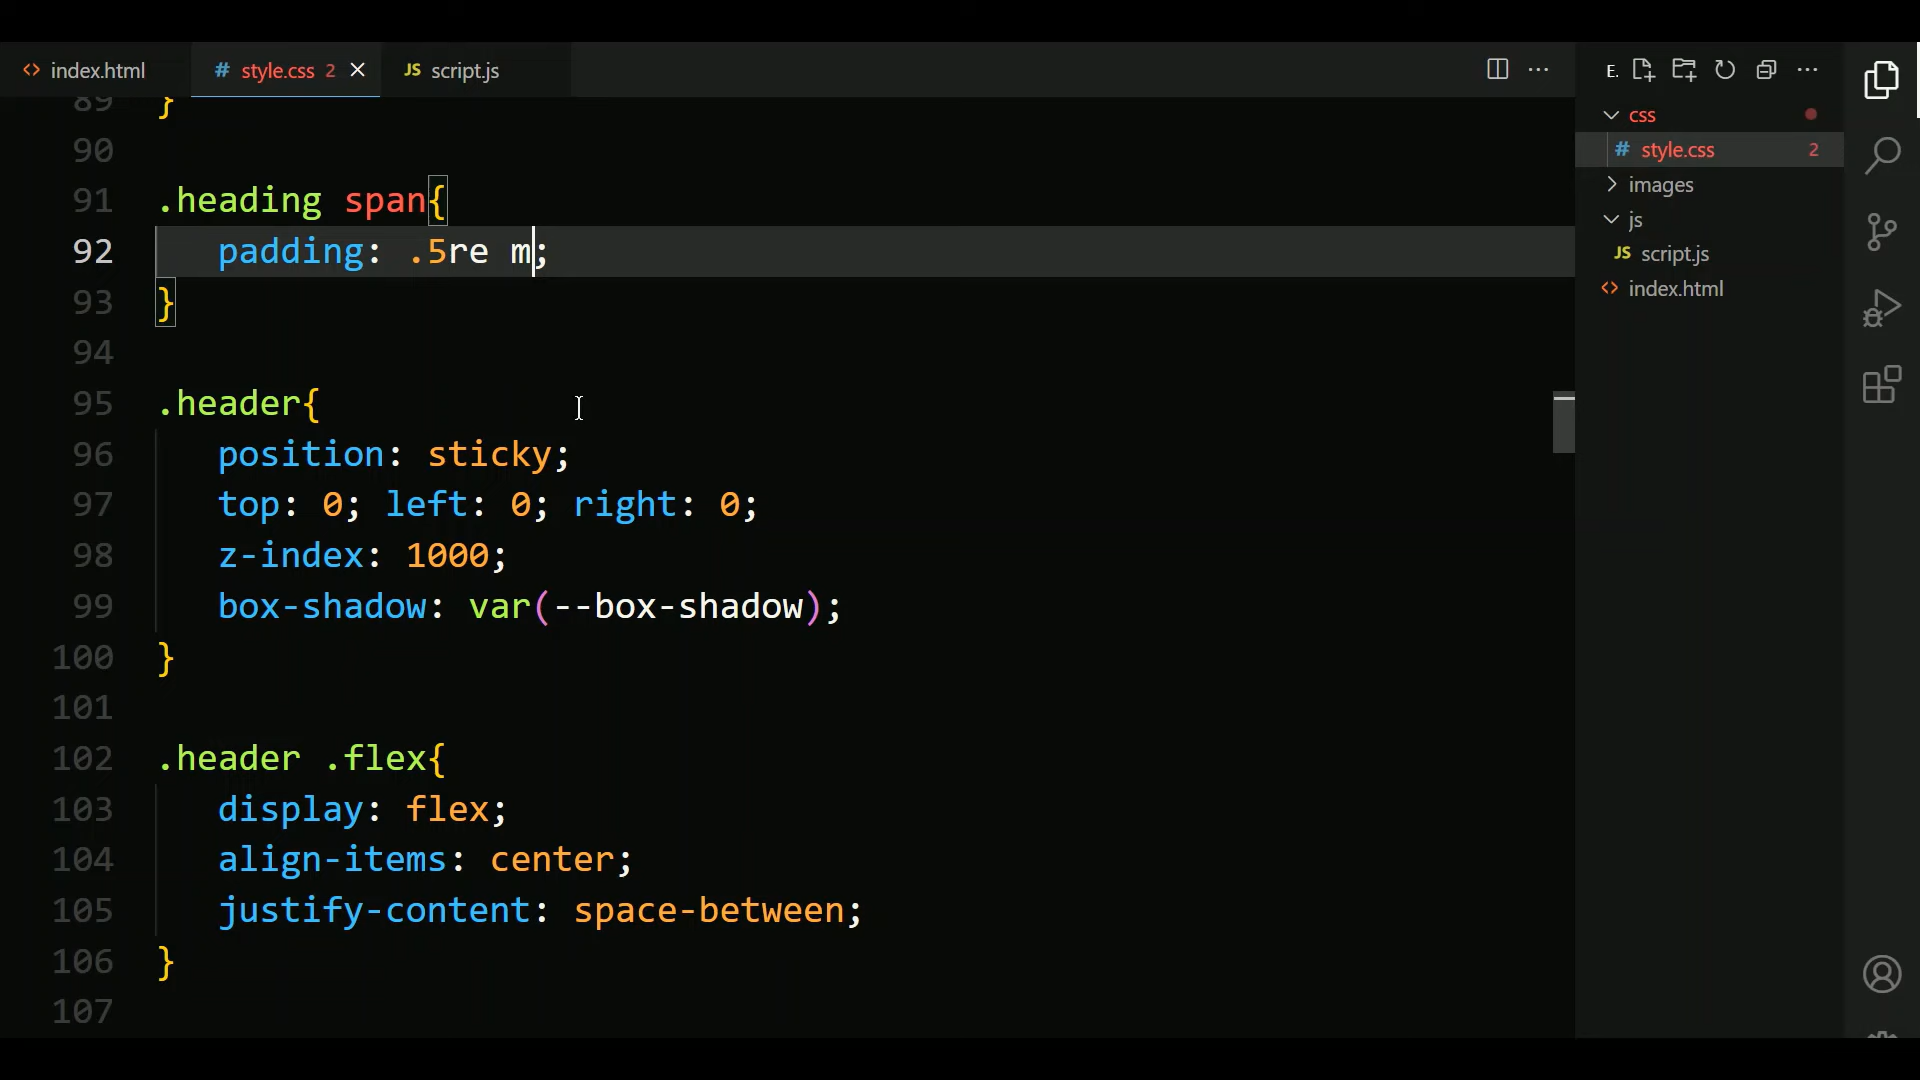 index.html
style.css 2
JS script.js
E.
89 }
90
91 .heading span{
92 padding: .5re m;
93 }
94
95 .header{
96 position: sticky;
97 top: 0; left: 0; right: 0;
98 z-index: 1000;
99 box-shadow: var(--box-shadow);
100 }
101
102 .header .flex{
103 display: flex;
104 align-items: center;
105 justify-content: space-between;
106 }
107
css
# style.css 2
images
js
JS script.js
index.html